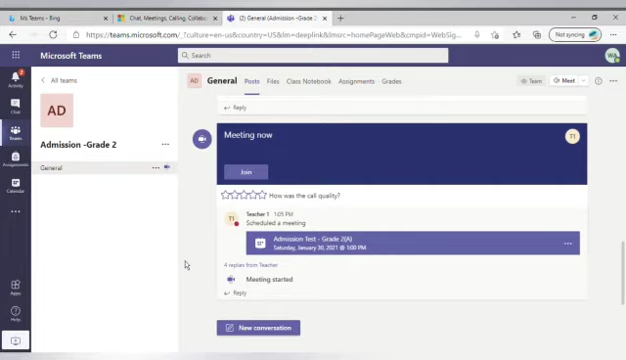 Ms Teams - Bing
Chat, Meetings, Calling, Collabor
(2) General (Admission -Grade 2
https://teams.microsoft.com/_?culture=en-us&country=US&lm=deeplink&lmsrc=homePageWeb&cmpid=WebSig...
Not syncing
Microsoft Teams
Search
WA
Activity
Chat
Teams
Assignments
Calendar
Apps
Help
All teams
AD
Admission -Grade 2
General
AD
General
Posts
Files
Class Notebook
Assignments
Grades
Team
Meet
Reply
Meeting now
T1
Join
How was the call quality?
T1
Teacher 1 1:05 PM
Scheduled a meeting
Admission Test - Grade 2(A)
Saturday, January 30, 2021 @ 1:00 PM
4 replies from Teacher
Meeting started
Reply
New conversation